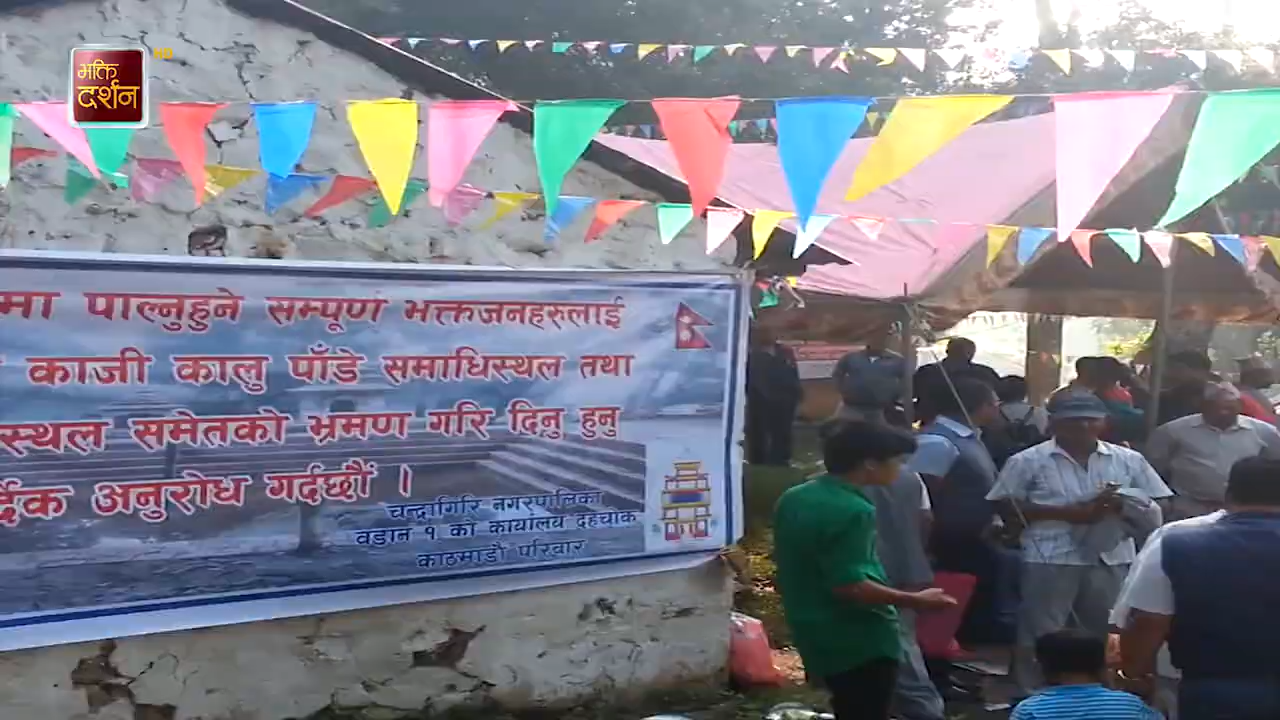 भक्ति
दर्शन
HD
मा पाल्नुहुने सम्पूर्ण भक्तजनहरुलाई
काजी कालु पाँडे समाधिस्थल तथा
स्थल समेतको भ्रमण गरि दिनु हुनु
अनुरोध गर्दछौं ।
चन्द्रागिरि नगरपालिका
वडान १ को कार्यालय दहचोक
काठमाडौं परिवार